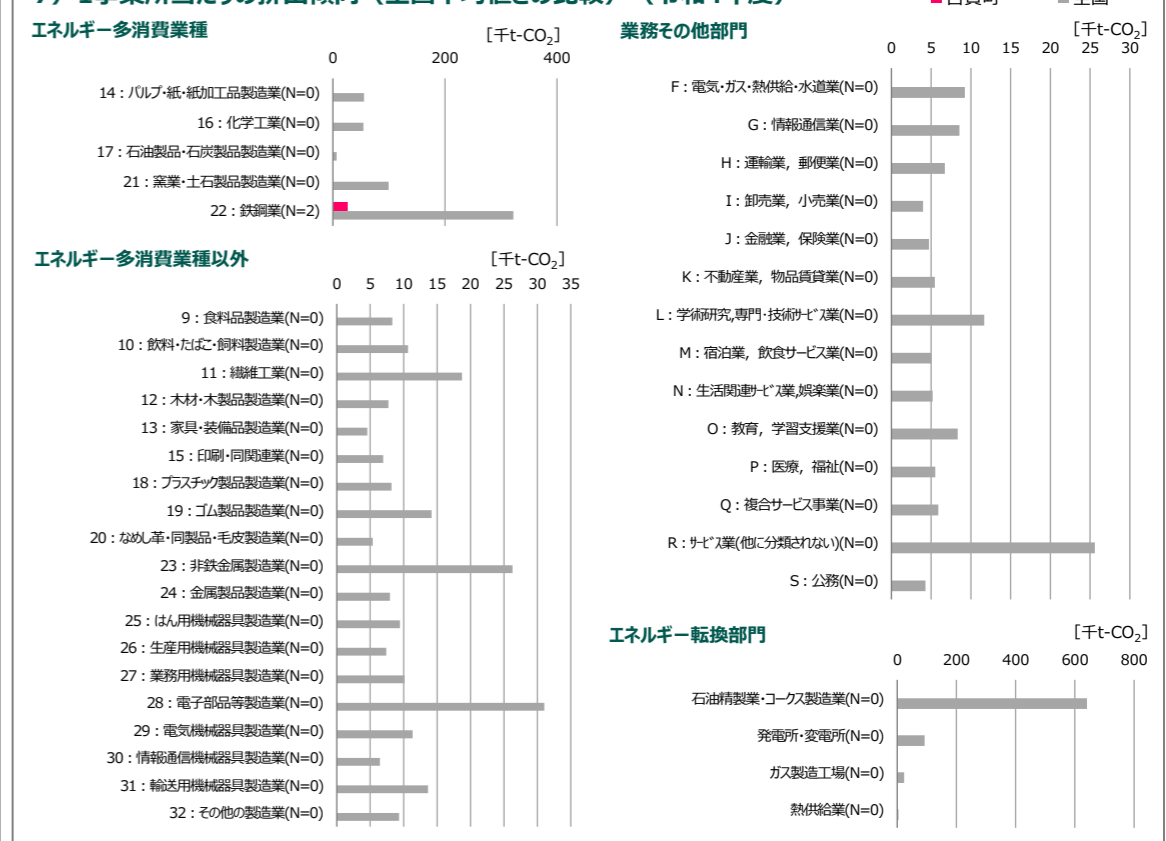 エネルギー多消費業種
[千t-CO2]
0 200 400
14：パルプ・紙・紙加工品製造業(N=0)
16：化学工業(N=0)
17：石油製品・石炭製品製造業(N=0)
21：窯業・土石製品製造業(N=0)
22：鉄鋼業(N=2)
エネルギー多消費業種以外
[千t-CO2]
0 5 10 15 20 25 30 35
9：食料品製造業(N=0)
10：飲料・たばこ・飼料製造業(N=0)
11：繊維工業(N=0)
12：木材・木製品製造業(N=0)
13：家具・装備品製造業(N=0)
15：印刷・同関連業(N=0)
18：プラスチック製品製造業(N=0)
19：ゴム製品製造業(N=0)
20：なめし革・同製品・毛皮製造業(N=0)
23：非鉄金属製造業(N=0)
24：金属製品製造業(N=0)
25：はん用機械器具製造業(N=0)
26：生産用機械器具製造業(N=0)
27：業務用機械器具製造業(N=0)
28：電子部品等製造業(N=0)
29：電気機械器具製造業(N=0)
30：情報通信機械器具製造業(N=0)
31：輸送用機械器具製造業(N=0)
32：その他の製造業(N=0)
業務その他部門
[千t-CO2]
0 5 10 15 20 25 30
F：電気・ガス・熱供給・水道業(N=0)
G：情報通信業(N=0)
H：運輸業，郵便業(N=0)
I：卸売業，小売業(N=0)
J：金融業，保険業(N=0)
K：不動産業，物品賃貸業(N=0)
L：学術研究,専門・技術サービス業(N=0)
M：宿泊業，飲食サービス業(N=0)
N：生活関連サービス業,娯楽業(N=0)
O：教育，学習支援業(N=0)
P：医療，福祉(N=0)
Q：複合サービス事業(N=0)
R：サービス業(他に分類されない)(N=0)
S：公務(N=0)
エネルギー転換部門
[千t-CO2]
0 200 400 600 800
石油精製業・コークス製造業(N=0)
発電所・変電所(N=0)
ガス製造工場(N=0)
熱供給業(N=0)